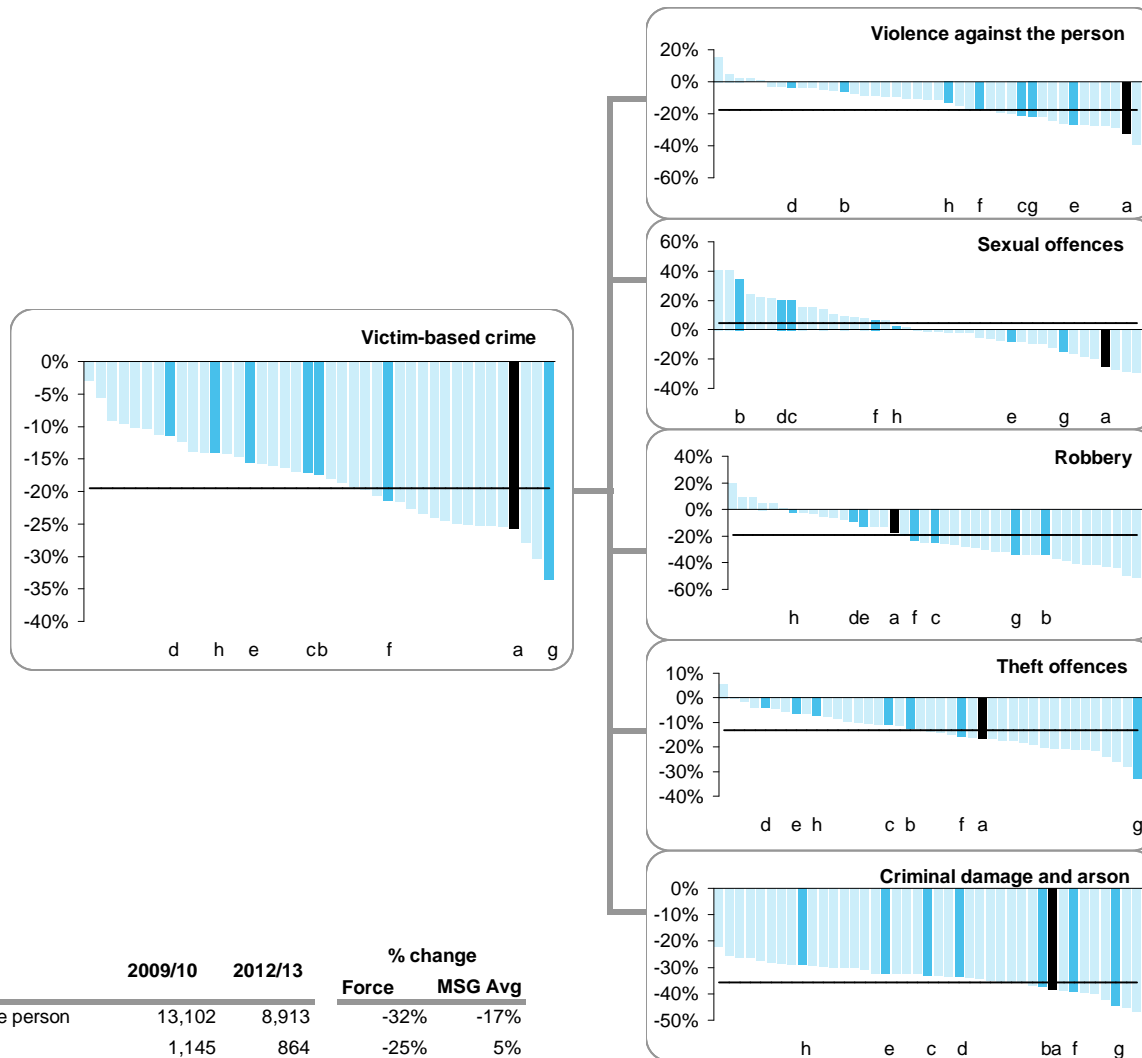 Violence against the person
20%
0%
-20%
-40%
-60%
d b h f cg e a
Sexual offences
60%
40%
20%
0%
-20%
-40%
b dc f h e g a
Victim-based crime
0%
-5%
-10%
-15%
-20%
-25%
-30%
-35%
-40%
d h e cb f a g
Robbery
40%
20%
0%
-20%
-40%
-60%
h de a f c g b
Theft offences
10%
0%
-10%
-20%
-30%
-40%
d e h c b f a g
Criminal damage and arson
0%
-10%
-20%
-30%
-40%
-50%
h e c d ba f g
2009/10 2012/13 % change
Force MSG Avg
e person 13,102 8,913 -32% -17%
1,145 864 -25% 5%